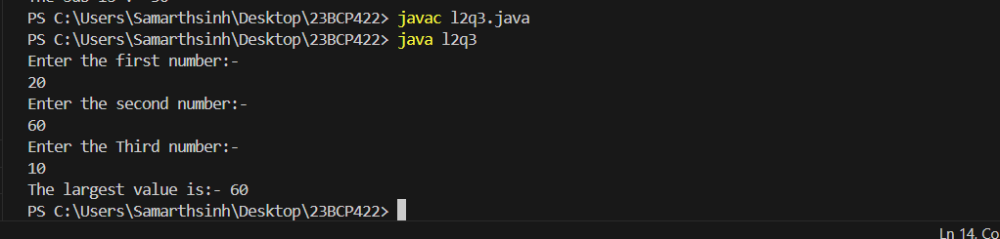 PS C:\Users\Samarthsinh\Desktop\23BCP422> javac l2q3.java
PS C:\Users\Samarthsinh\Desktop\23BCP422> java l2q3
Enter the first number:-
20
Enter the second number:-
60
Enter the Third number:-
10
The largest value is:- 60
PS C:\Users\Samarthsinh\Desktop\23BCP422>
Ln 14, Co